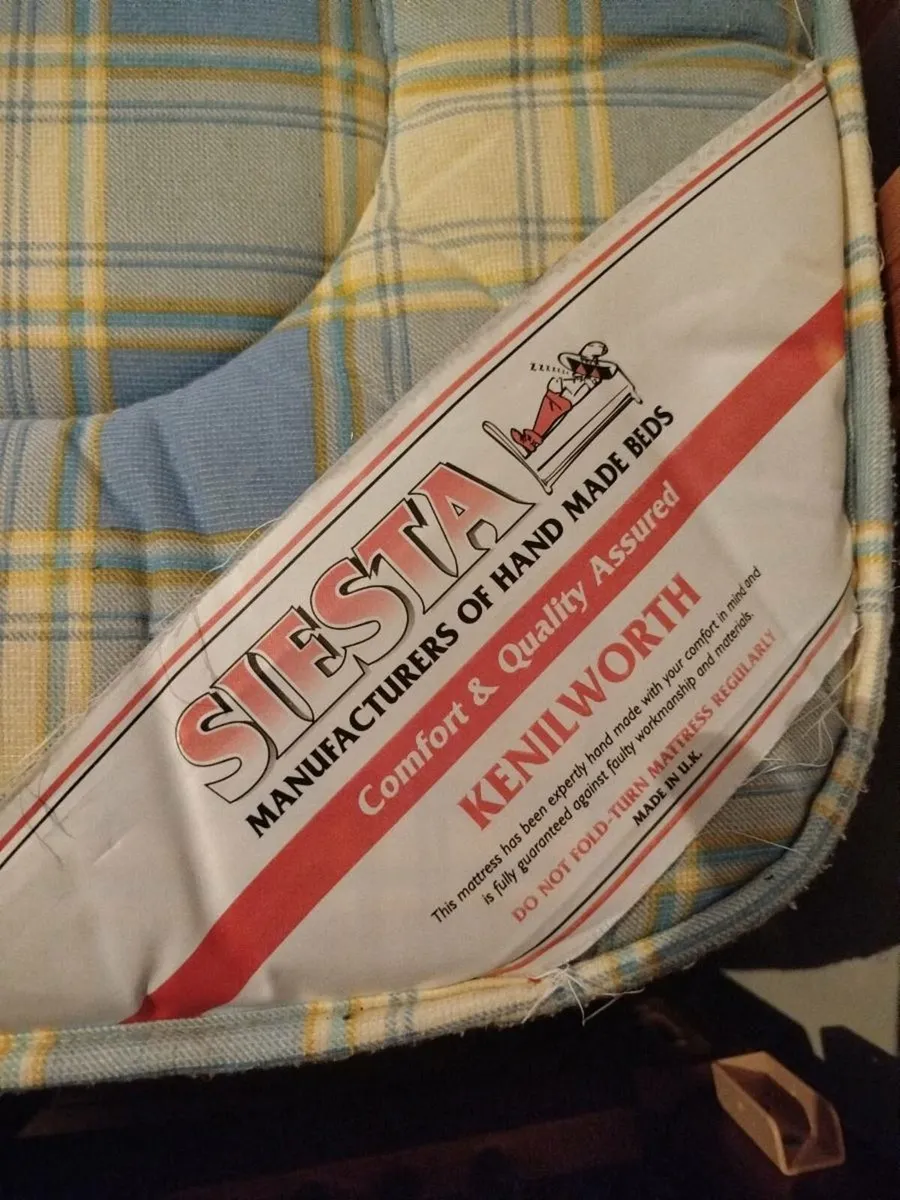 zzzzzz..
SIESTA
MANUFACTURERS OF HAND MADE BEDS
Comfort & Quality Assured
KENILWORTH
This mattress has been expertly hand made with your comfort in mind and
is fully guaranteed against faulty workmanship and materials.
DO NOT FOLD-TURN MATTRESS REGULARLY
MADE IN U.K.